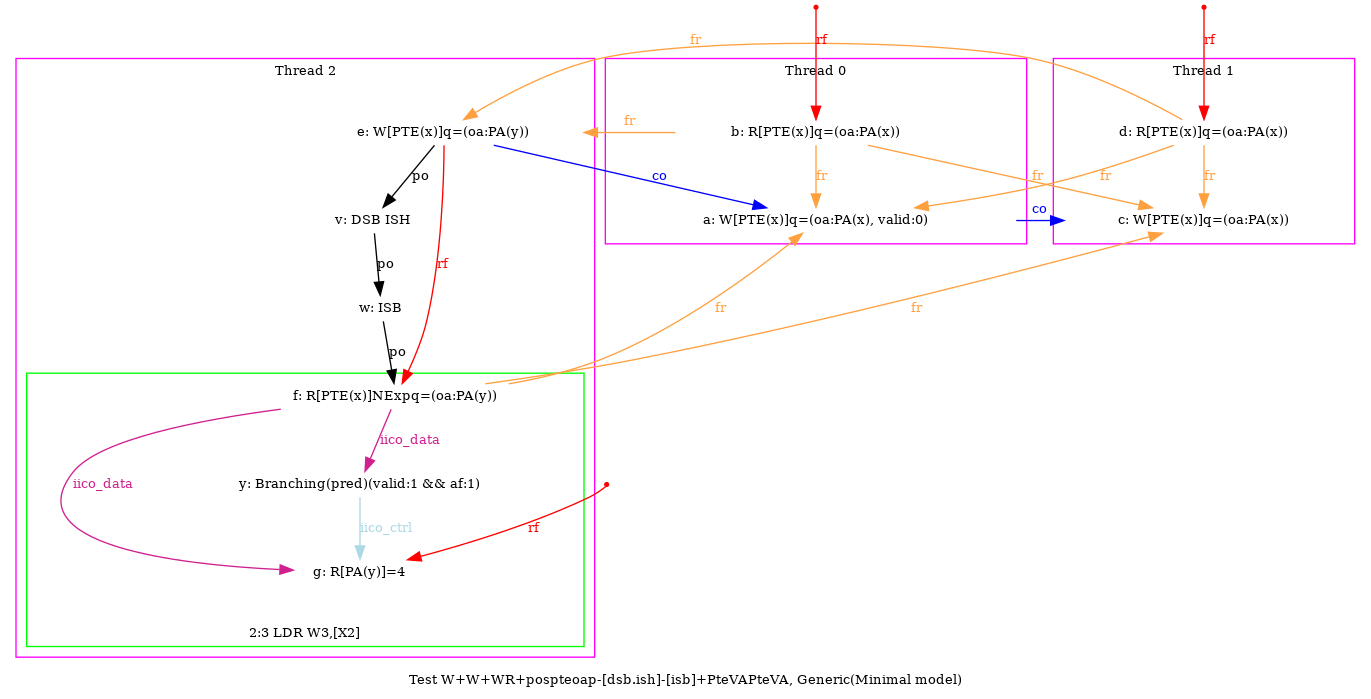 rf
rf
fr
Thread 2
Thread 0
Thread 1
fr
e: W[PTE(x)]q=(oa:PA(y))
b: R[PTE(x)]q=(oa:PA(x))
d: R[PTE(x)]q=(oa:PA(x))
po
co
fr
fr
fr
fr
co
v: DSB ISH
a: W[PTE(x)]q=(oa:PA(x), valid:0)
c: W[PTE(x)]q=(oa:PA(x))
po
rf
w: ISB
fr
fr
po
f: R[PTE(x)]NExpq=(oa:PA(y))
iico_data
iico_data
y: Branching(pred)(valid:1 && af:1)
iico_ctrl
rf
g: R[PA(y)]=4
2:3 LDR W3,[X2]
Test W+W+WR+pospteoap-[dsb.ish]-[isb]+PteVAPteVA, Generic(Minimal model)